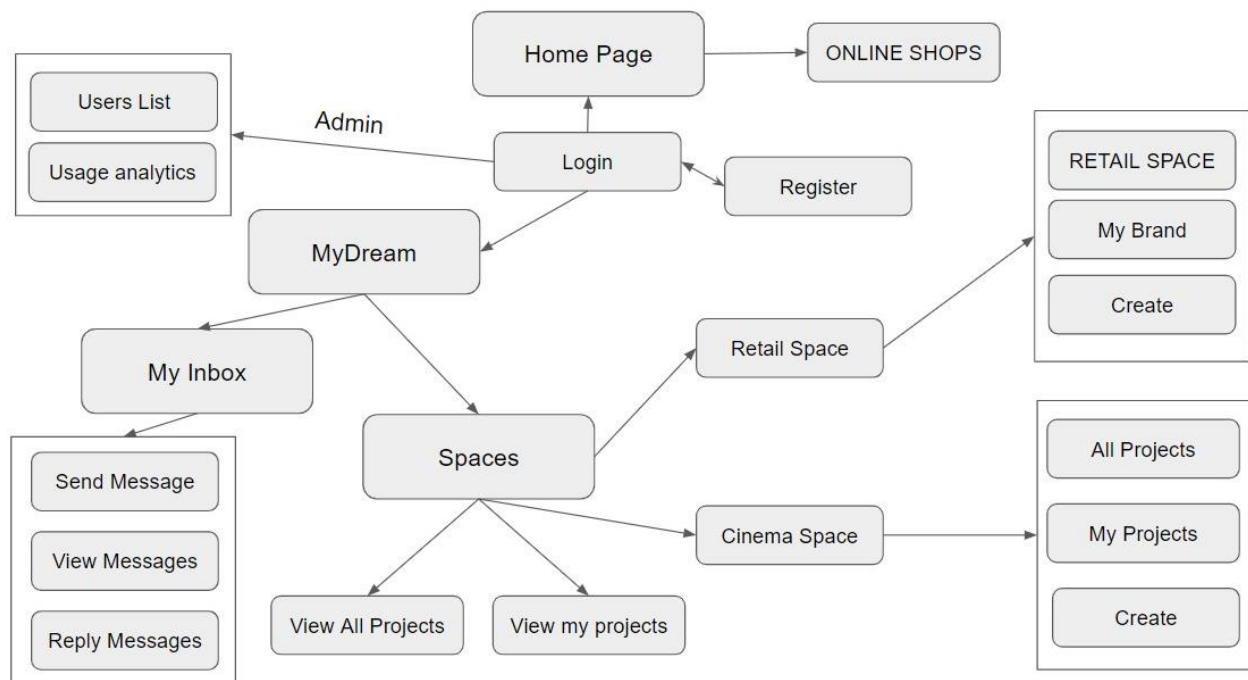 Home Page
ONLINE SHOPS
Users List
Admin
Usage analytics
Login
Register
RETAIL SPACE
My Brand
Create
MyDream
My Inbox
Retail Space
Spaces
Send Message
View Messages
Reply Messages
Cinema Space
All Projects
My Projects
Create
View All Projects
View my projects